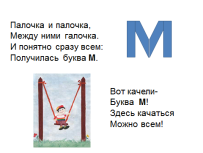 Палочка и палочка,
Между ними галочка.
И понятно сразу всем:
Получилась буква М.
М
Вот качели-
Буква М!
Здесь качаться
Можно всем!